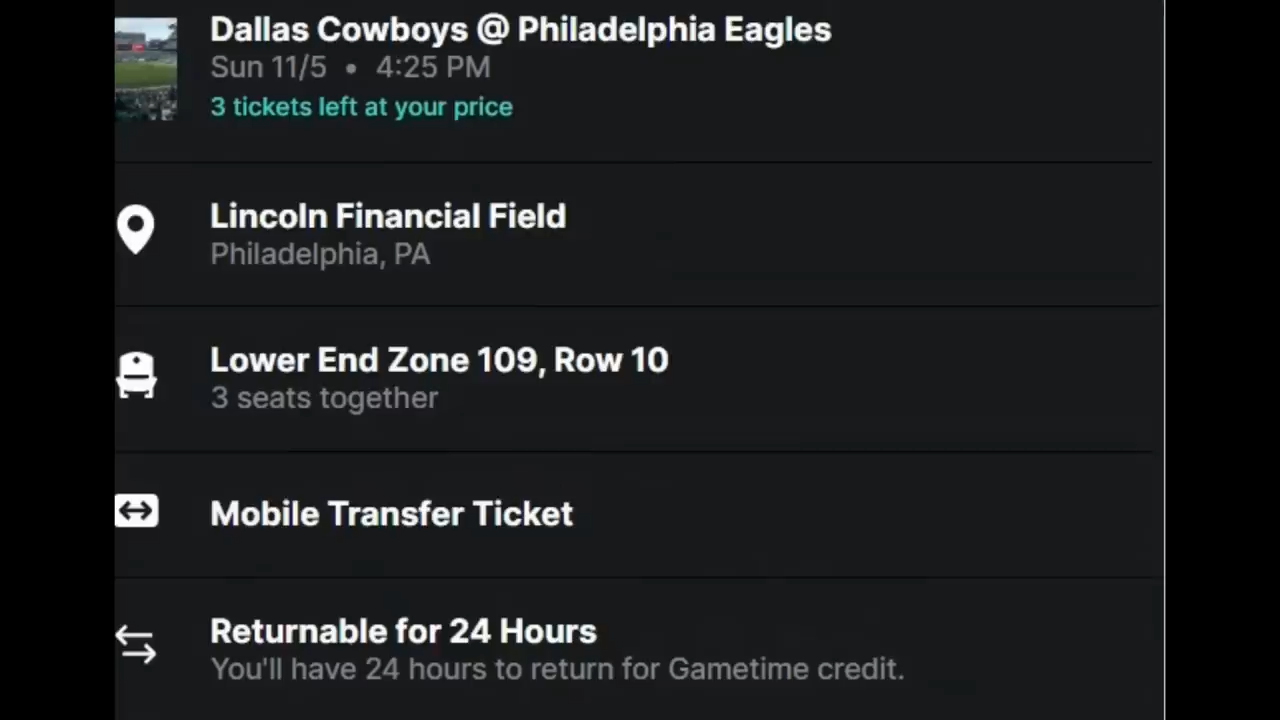 Dallas Cowboys @ Philadelphia Eagles
Sun 11/5 • 4:25 PM
3 tickets left at your price
Lincoln Financial Field
Philadelphia, PA
Lower End Zone 109, Row 10
3 seats together
Mobile Transfer Ticket
Returnable for 24 Hours
You'll have 24 hours to return for Gametime credit.